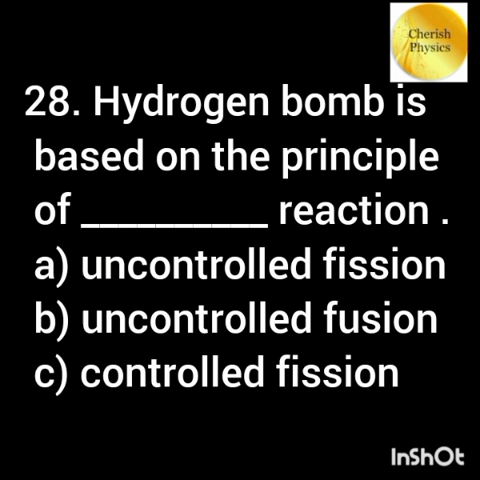 Cherish
Physics
28. Hydrogen bomb is
based on the principle
of __________ reaction .
a) uncontrolled fission
b) uncontrolled fusion
c) controlled fission
InShOt